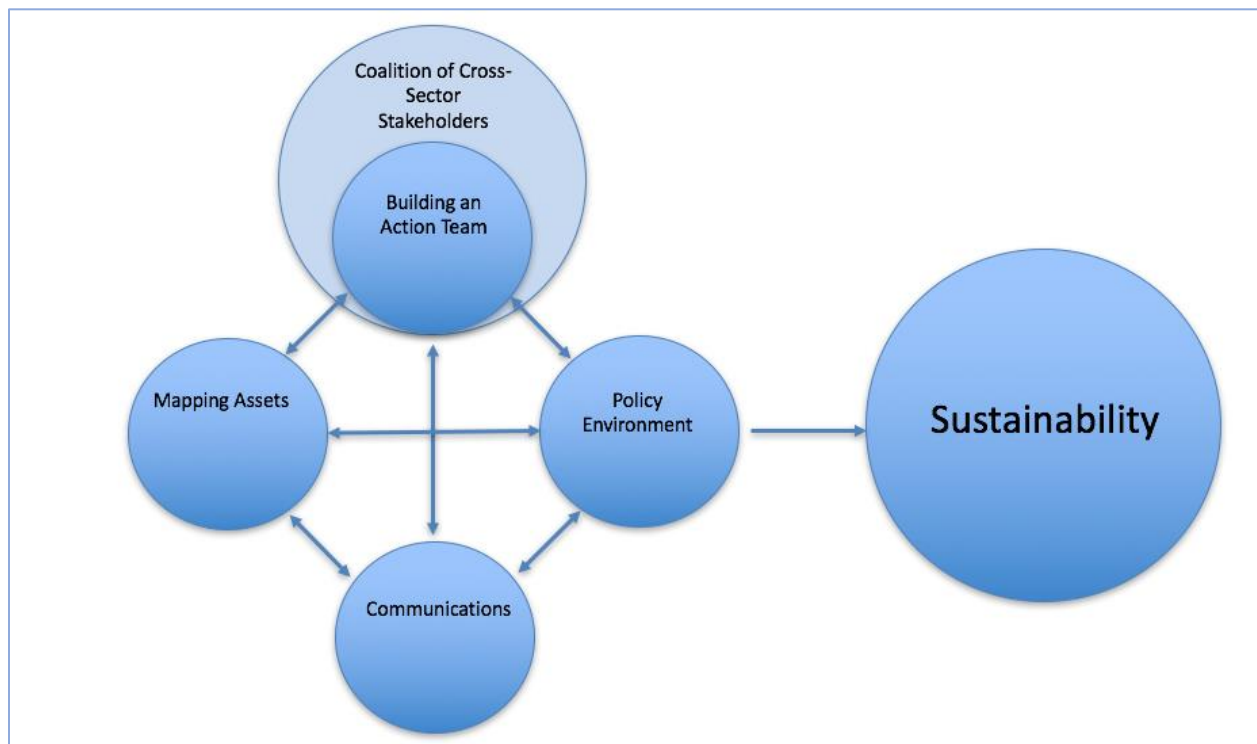 Coalition of Cross-
Sector
Stakeholders
Building an
Action Team
Mapping Assets
Policy
Environment
Sustainability
Communications